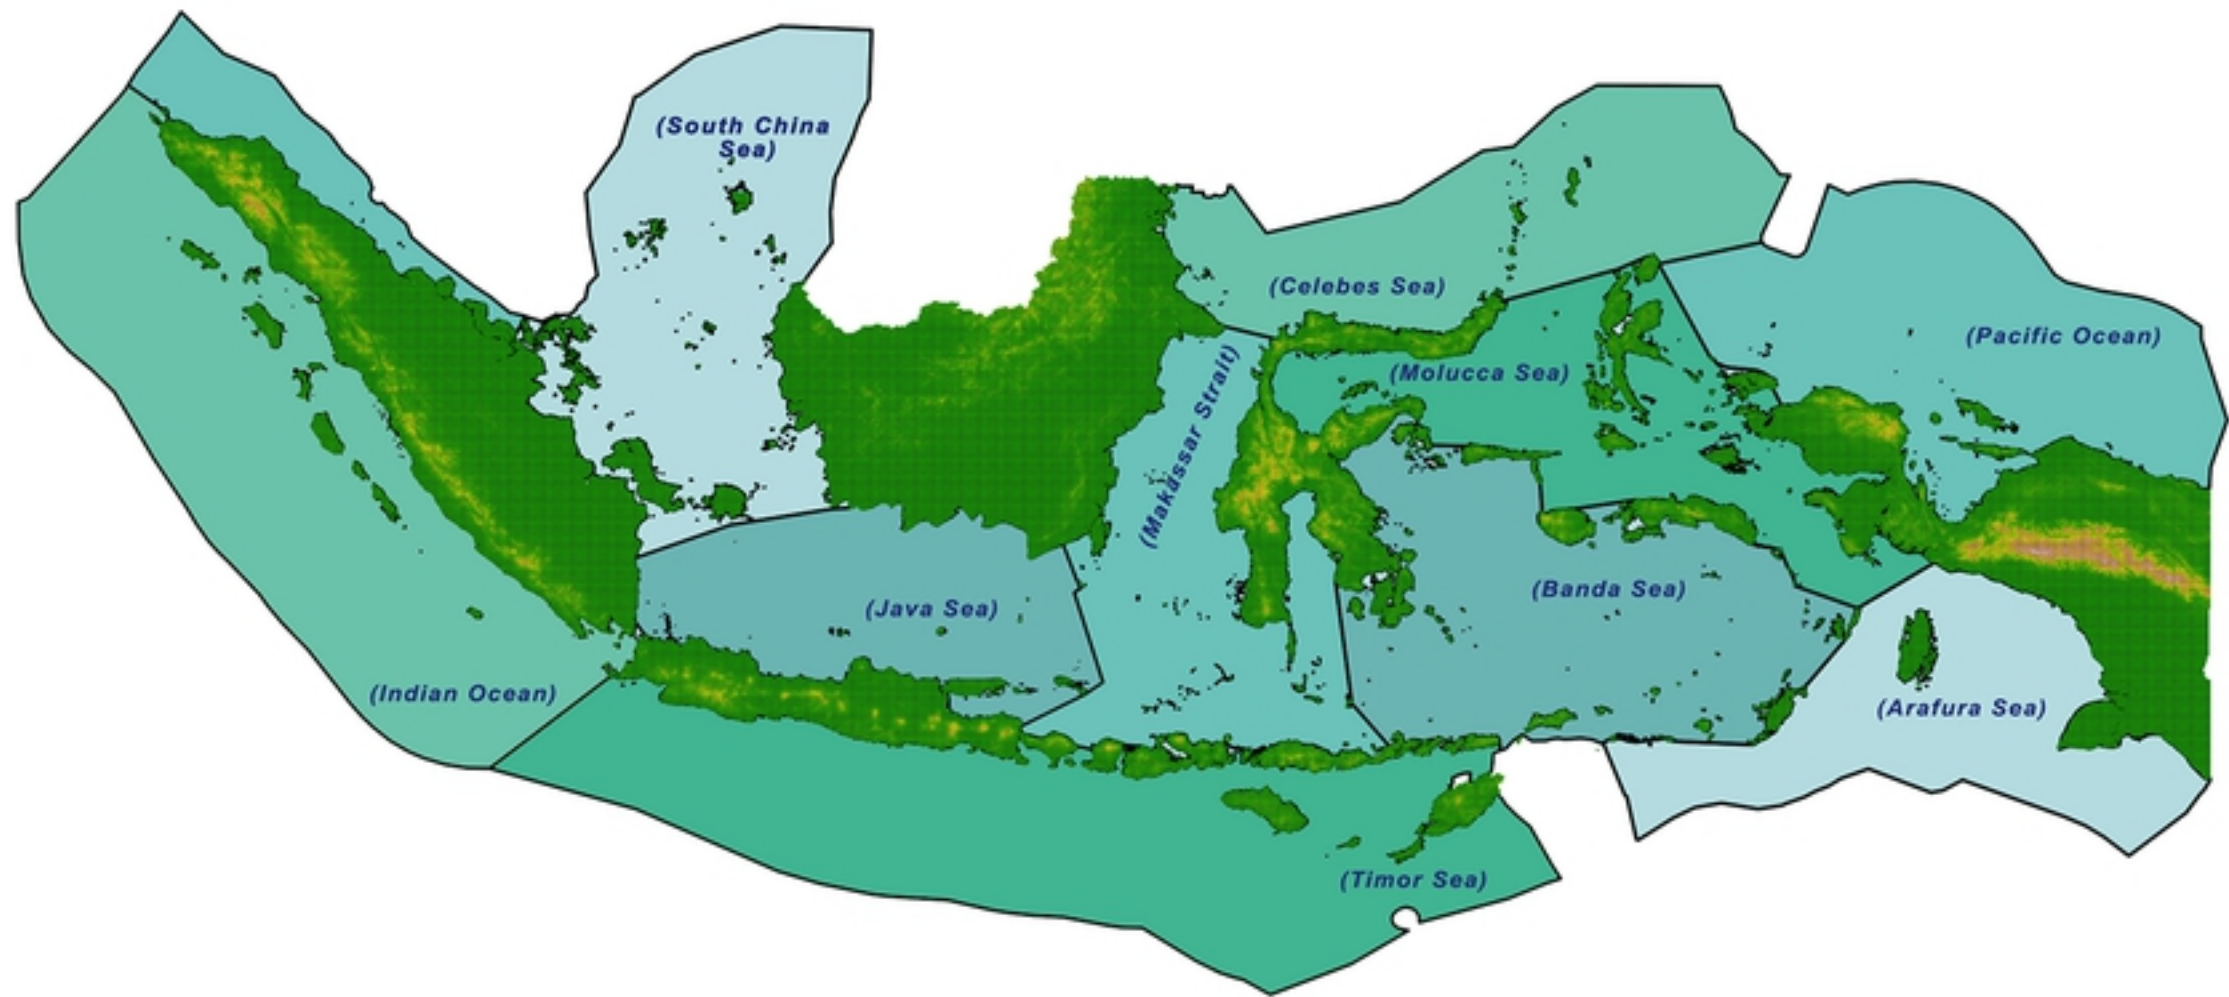 (South China
Sea)
(Celebes Sea)
(Pacific Ocean)
(Molucca Sea)
(Makassar Strait)
(Banda Sea)
(Java Sea)
(Indian Ocean)
(Arafura Sea)
(Timor Sea)